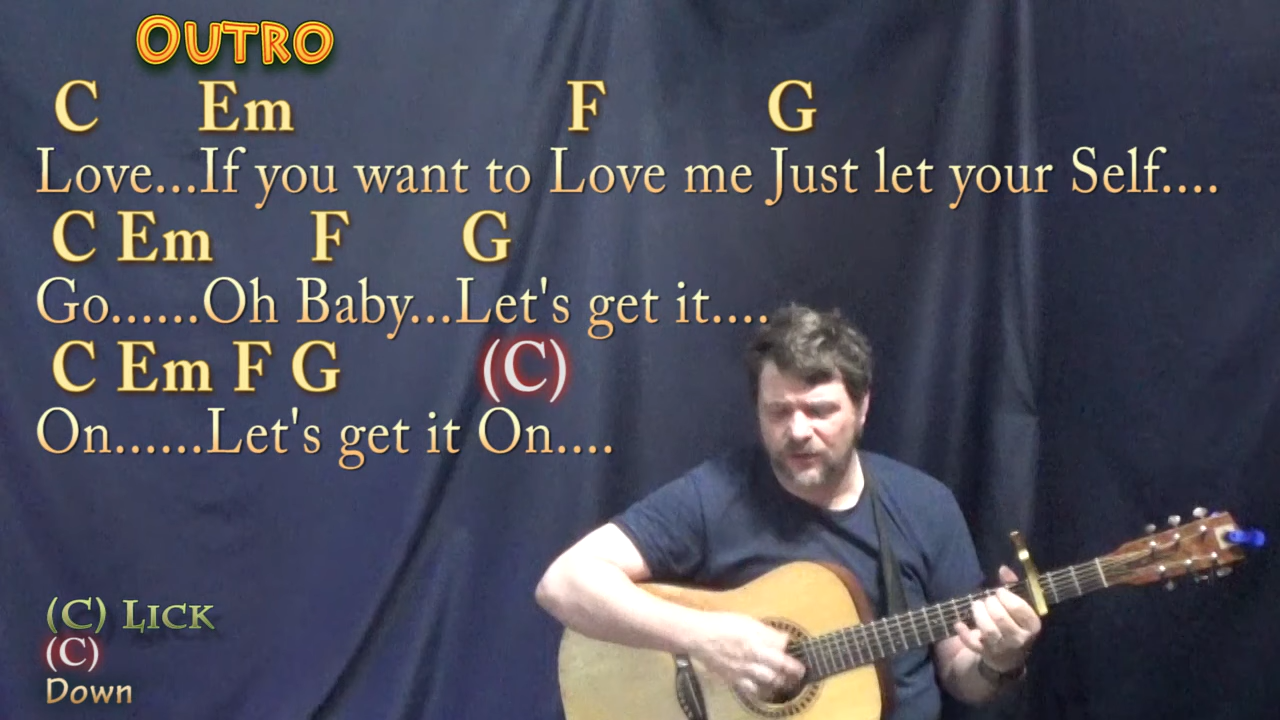 OUTRO
C Em F G
Love...If you want to Love me Just let your Self....
C Em F G
Go......Oh Baby...Let's get it....
C Em F G (C)
On......Let's get it On....
(C) LICK
(C)
Down